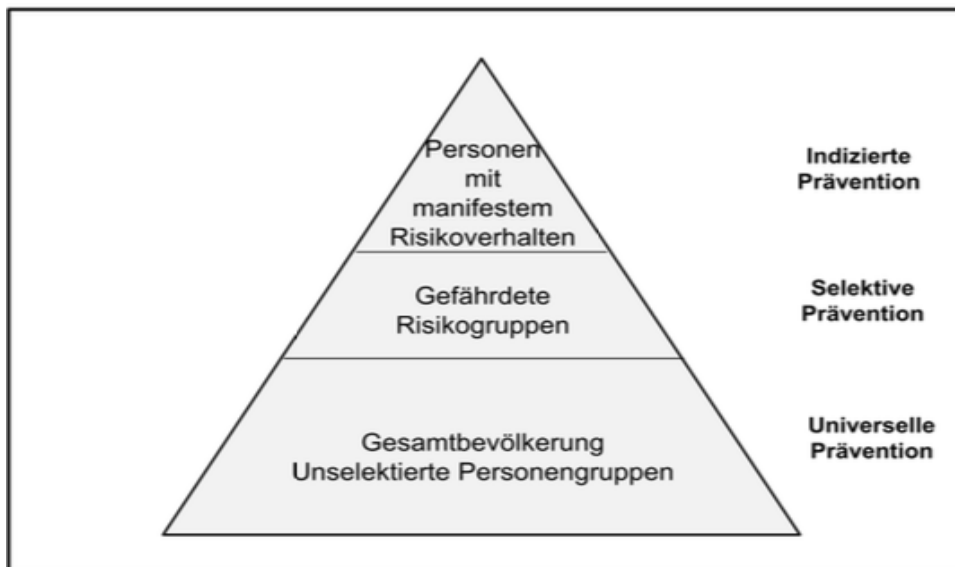 Personen
mit
manifestem
Risikoverhalten
Indizierte
Prävention
Gefährdete
Risikogruppen
Selektive
Prävention
Gesamtbevölkerung
Unselektierte Personengruppen
Universelle
Prävention